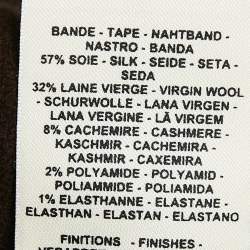 BANDE - TAPE - NAHTBAND -
NASTRO - BANDA
57% SOIE - SILK - SEIDE - SETA -
SEDA
32% LAINE VIERGE - VIRGIN WOOL
- SCHURWOLLE - LANA VIRGEN -
LANA VERGINE - LÃ VIRGEM
8% CACHEMIRE - CASHMERE -
KASCHMIR - CACHEMIRA -
KASHMIR - CAXEMIRA
2% POLYAMIDE - POLYAMID -
POLIAMMIDE - POLIAMIDA
1% ELASTHANNE - ELASTANE -
ELASTHAN - ELASTAN - ELASTANO
FINITIONS - FINISHES -